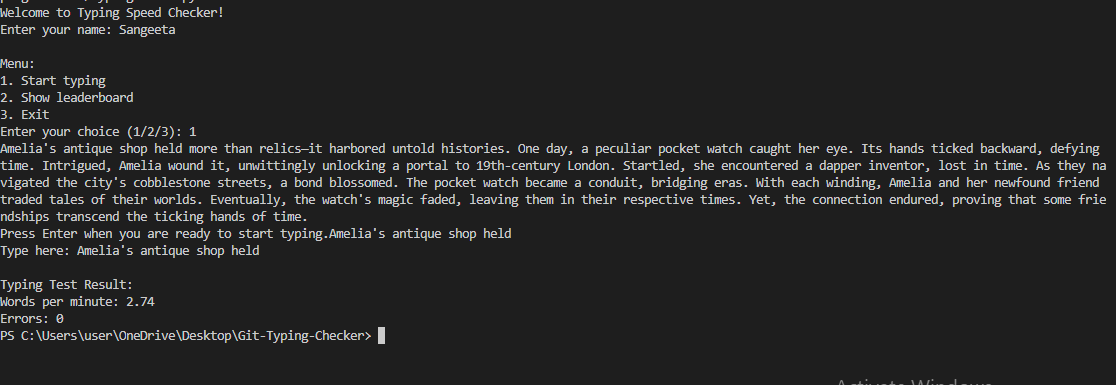 Welcome to Typing Speed Checker!
Enter your name: Sangeeta
Menu:
1. Start typing
2. Show leaderboard
3. Exit
Enter your choice (1/2/3): 1
Amelia's antique shop held more than relics—it harbored untold histories. One day, a peculiar pocket watch caught her eye. Its hands ticked backward, defying
time. Intrigued, Amelia wound it, unwittingly unlocking a portal to 19th-century London. Startled, she encountered a dapper inventor, lost in time. As they na
vigated the city's cobblestone streets, a bond blossomed. The pocket watch became a conduit, bridging eras. With each winding, Amelia and her newfound friend
traded tales of their worlds. Eventually, the watch's magic faded, leaving them in their respective times. Yet, the connection endured, proving that some frie
ndships transcend the ticking hands of time.
Press Enter when you are ready to start typing.Amelia's antique shop held
Type here: Amelia's antique shop held
Typing Test Result:
Words per minute: 2.74
Errors: 0
PS C:\Users\user\OneDrive\Desktop\Git-Typing-Checker>
Activate Windows